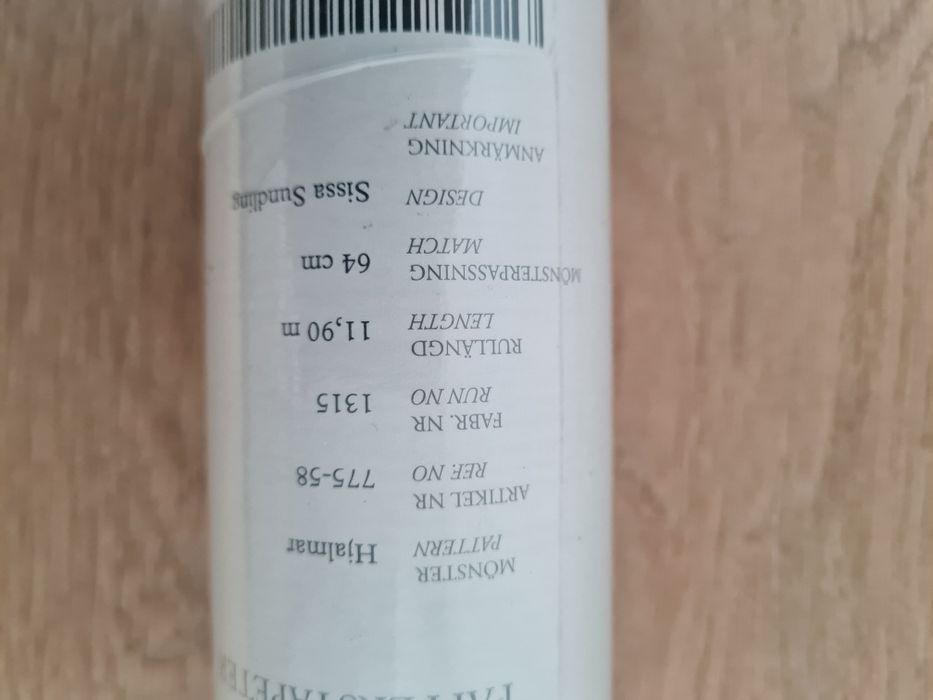 MÖNSTER
PATTERN Hjalmar
ARTIKEL NR
REF. NO 775-58
FABR. NR
RUN NO 1315
RULLÄNGD
LENGTH 11,90 m
MÖNSTERPASSNING
MATCH 64 cm
DESIGN Sissa Sundling
ANMÄRKNING
IMPORTANT